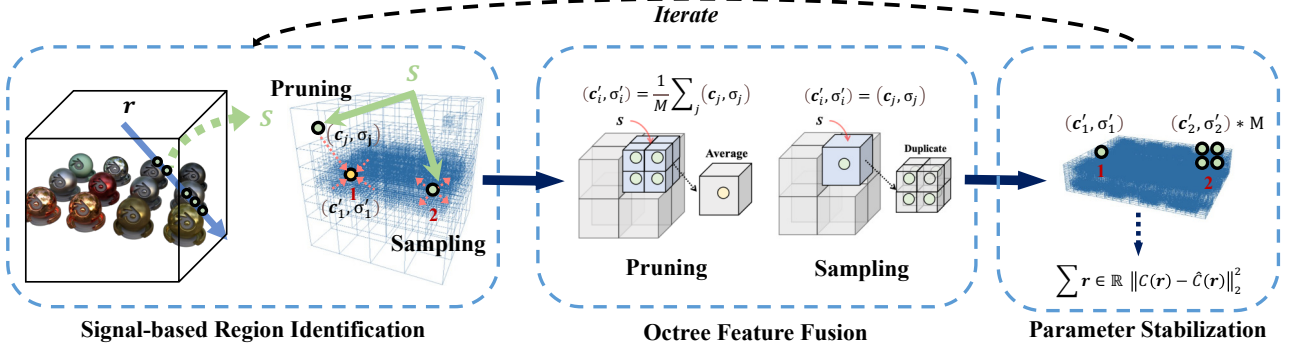 Iterate
r
S
Pruning
S
(c_j, σ_j)
1
(c′_1, σ′_1)
2
Sampling
Signal-based Region Identification
(c′_i, σ′_i) = 1/M ∑_j (c_j, σ_j)
s
Average
Pruning
(c′_i, σ′_i) = (c_j, σ_j)
s
Duplicate
Sampling
Octree Feature Fusion
(c′_1, σ′_1)
(c′_2, σ′_2) * M
1
2
∑ r ∈ ℝ ‖C(r) − Ĉ(r)‖²₂
Parameter Stabilization